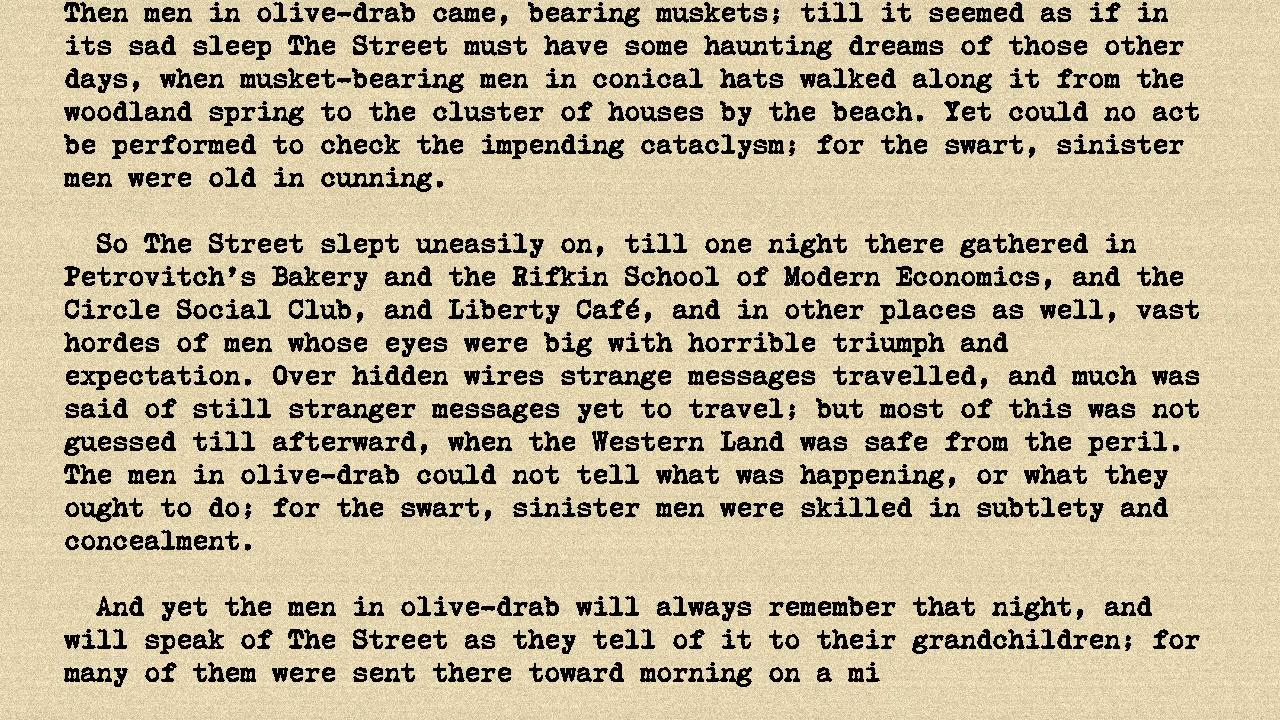 Then men in olive-drab came, bearing muskets; till it seemed as if in
its sad sleep The Street must have some haunting dreams of those other
days, when musket-bearing men in conical hats walked along it from the
woodland spring to the cluster of houses by the beach. Yet could no act
be performed to check the impending cataclysm; for the swart, sinister
men were old in cunning.
So The Street slept uneasily on, till one night there gathered in
Petrovitch's Bakery and the Rifkin School of Modern Economics, and the
Circle Social Club, and Liberty Café, and in other places as well, vast
hordes of men whose eyes were big with horrible triumph and
expectation. Over hidden wires strange messages travelled, and much was
said of still stranger messages yet to travel; but most of this was not
guessed till afterward, when the Western Land was safe from the peril.
The men in olive-drab could not tell what was happening, or what they
ought to do; for the swart, sinister men were skilled in subtlety and
concealment.
And yet the men in olive-drab will always remember that night, and
will speak of The Street as they tell of it to their grandchildren; for
many of them were sent there toward morning on a mi